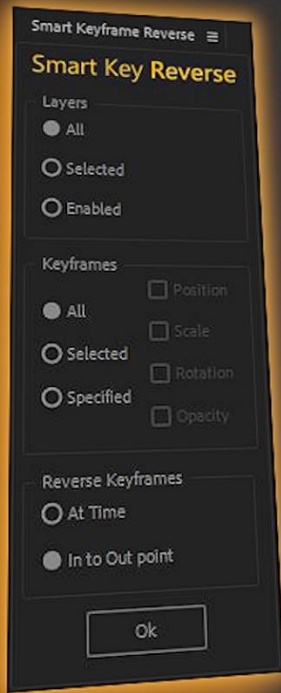 Smart Keyframe Reverse
Smart Key Reverse
Layers
All
Selected
Enabled
Keyframes
All
Selected
Specified
Position
Scale
Rotation
Opacity
Reverse Keyframes
At Time
In to Out point
Ok